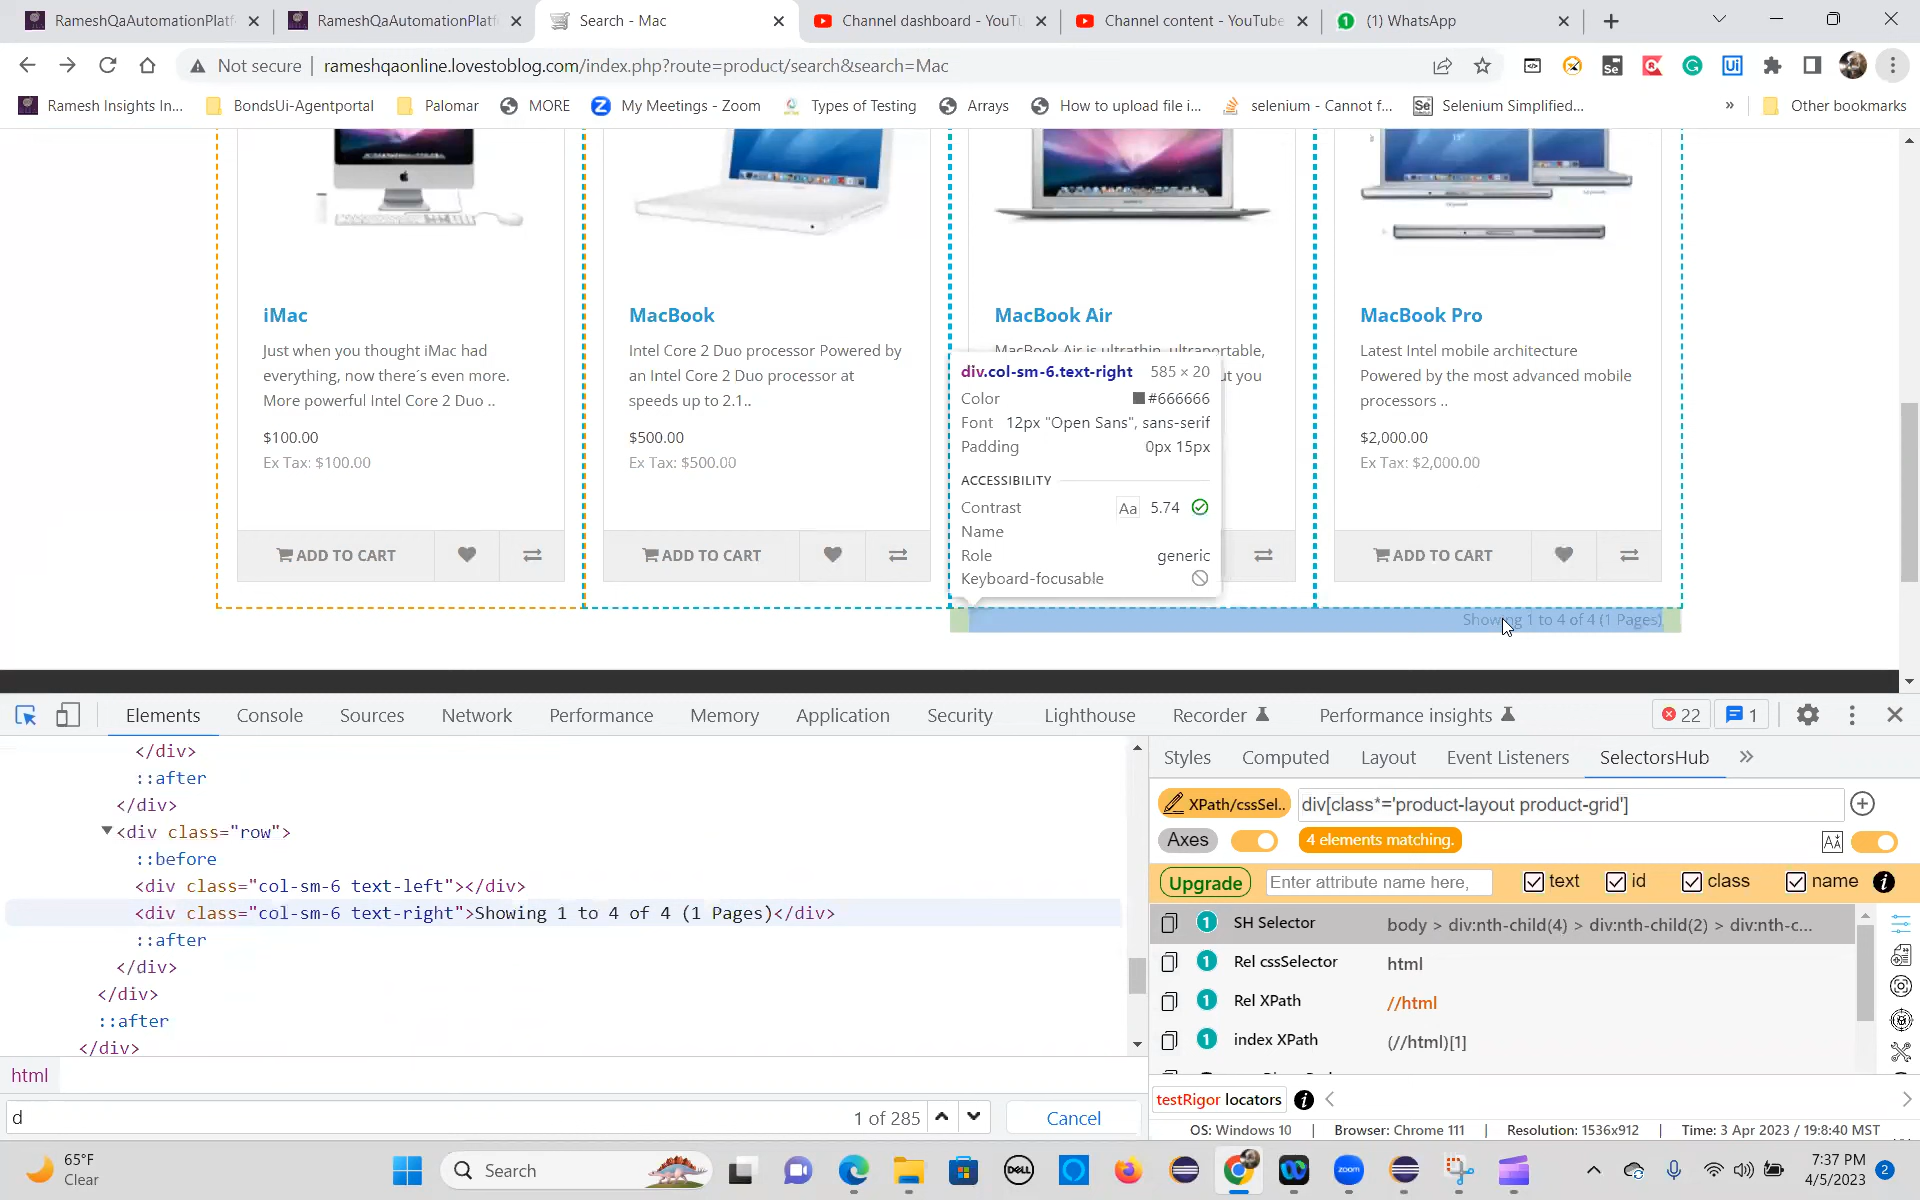 RameshQaAutomationPlatf
RameshQaAutomationPlatf
Search - Mac
Channel dashboard - YouTu
Channel content - YouTube
(1) WhatsApp
Not secure
rameshqaonline.lovestoblog.com/index.php?route=product/search&search=Mac
Ramesh Insights In...
BondsUi-Agentportal
Palomar
MORE
My Meetings - Zoom
Types of Testing
Arrays
How to upload file i...
selenium - Cannot f...
Selenium Simplified...
»
Other bookmarks
iMac
Just when you thought iMac had
everything, now there´s even more.
More powerful Intel Core 2 Duo ..
$100.00
Ex Tax: $100.00
ADD TO CART
MacBook
Intel Core 2 Duo processor Powered by
an Intel Core 2 Duo processor at
speeds up to 2.1..
$500.00
Ex Tax: $500.00
ADD TO CART
MacBook Air
MacBook Air is ultrathin, ultraportable,
ut you
MacBook Pro
Latest Intel mobile architecture
Powered by the most advanced mobile
processors ..
$2,000.00
Ex Tax: $2,000.00
ADD TO CART
div.col-sm-6.text-right 585 × 20
Color #666666
Font 12px "Open Sans", sans-serif
Padding 0px 15px
ACCESSIBILITY
Contrast Aa 5.74
Name
Role generic
Keyboard-focusable
Showing 1 to 4 of 4 (1 Pages)
Elements
Console
Sources
Network
Performance
Memory
Application
Security
Lighthouse
Recorder
Performance insights
22
1
</div>
::after
</div>
<div class="row">
::before
<div class="col-sm-6 text-left"></div>
<div class="col-sm-6 text-right">Showing 1 to 4 of 4 (1 Pages)</div>
::after
</div>
</div>
::after
</div>
html
d
1 of 285
Cancel
Styles
Computed
Layout
Event Listeners
SelectorsHub
»
XPath/cssSel..
div[class*='product-layout product-grid']
Axes
4 elements matching.
Upgrade
Enter attribute name here,
text
id
class
name
1 SH Selector body > div:nth-child(4) > div:nth-child(2) > div:nth-c...
1 Rel cssSelector html
1 Rel XPath //html
1 index XPath (//html)[1]
testRigor locators
OS: Windows 10 | Browser: Chrome 111 | Resolution: 1536x912 | Time: 3 Apr 2023 / 19:8:40 MST
65°F
Clear
Search
DELL
zoom
7:37 PM
4/5/2023
2